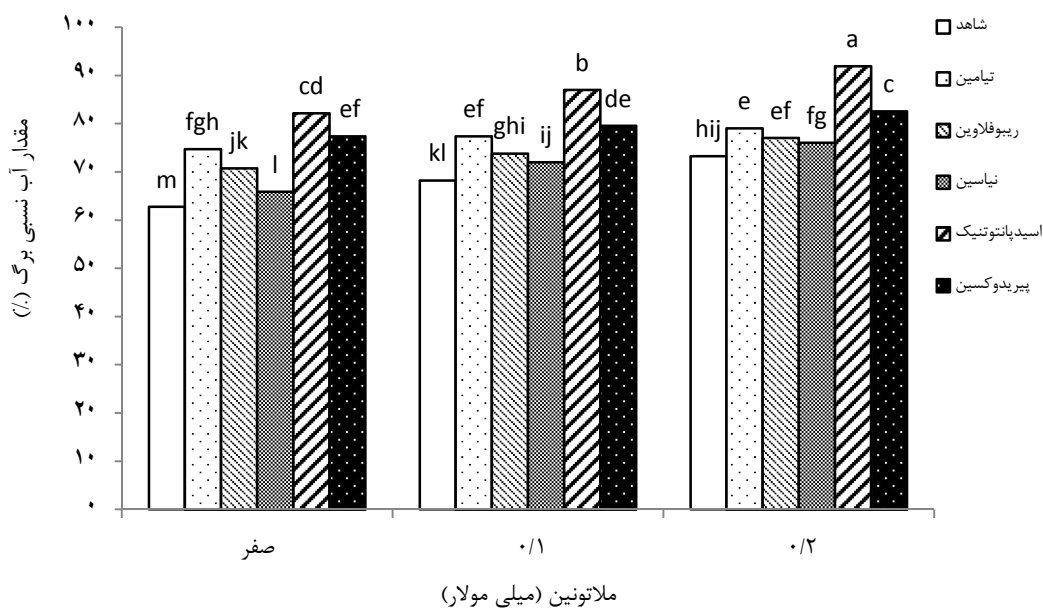 مقدار آب نسبی برگ (٪)
۱۰۰
۹۰
۸۰
۷۰
۶۰
۵۰
۴۰
۳۰
۲۰
۱۰
۰
m
fgh
jk
l
cd
ef
kl
ef
ghi
ij
b
de
hij
e
ef
fg
a
c
صفر
۰/۱
۰/۲
ملاتونین (میلی مولار)
شاهد
تیامین
ریبوفلاوین
نیاسین
اسیدپانتوتنیک
پیریدوکسین